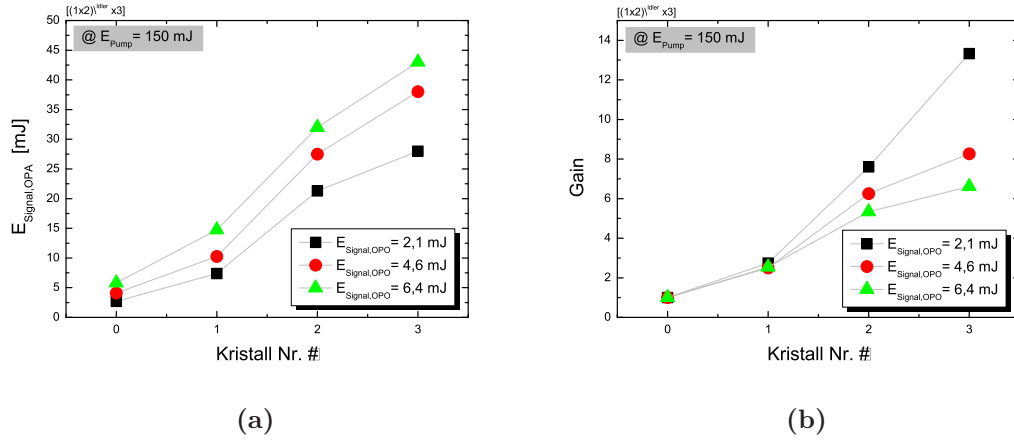 [(1x2)\Idler x3]
@ E_Pump = 150 mJ
E_Signal,OPA [mJ]
50
45
40
35
30
25
20
15
10
5
0
E_Signal,OPO = 2,1 mJ
E_Signal,OPO = 4,6 mJ
E_Signal,OPO = 6,4 mJ
0 1 2 3
Kristall Nr. #
(a)
[(1x2)\Idler x3]
@ E_Pump = 150 mJ
Gain
14
12
10
8
6
4
2
0
E_Signal,OPO = 2,1 mJ
E_Signal,OPO = 4,6 mJ
E_Signal,OPO = 6,4 mJ
0 1 2 3
Kristall Nr. #
(b)